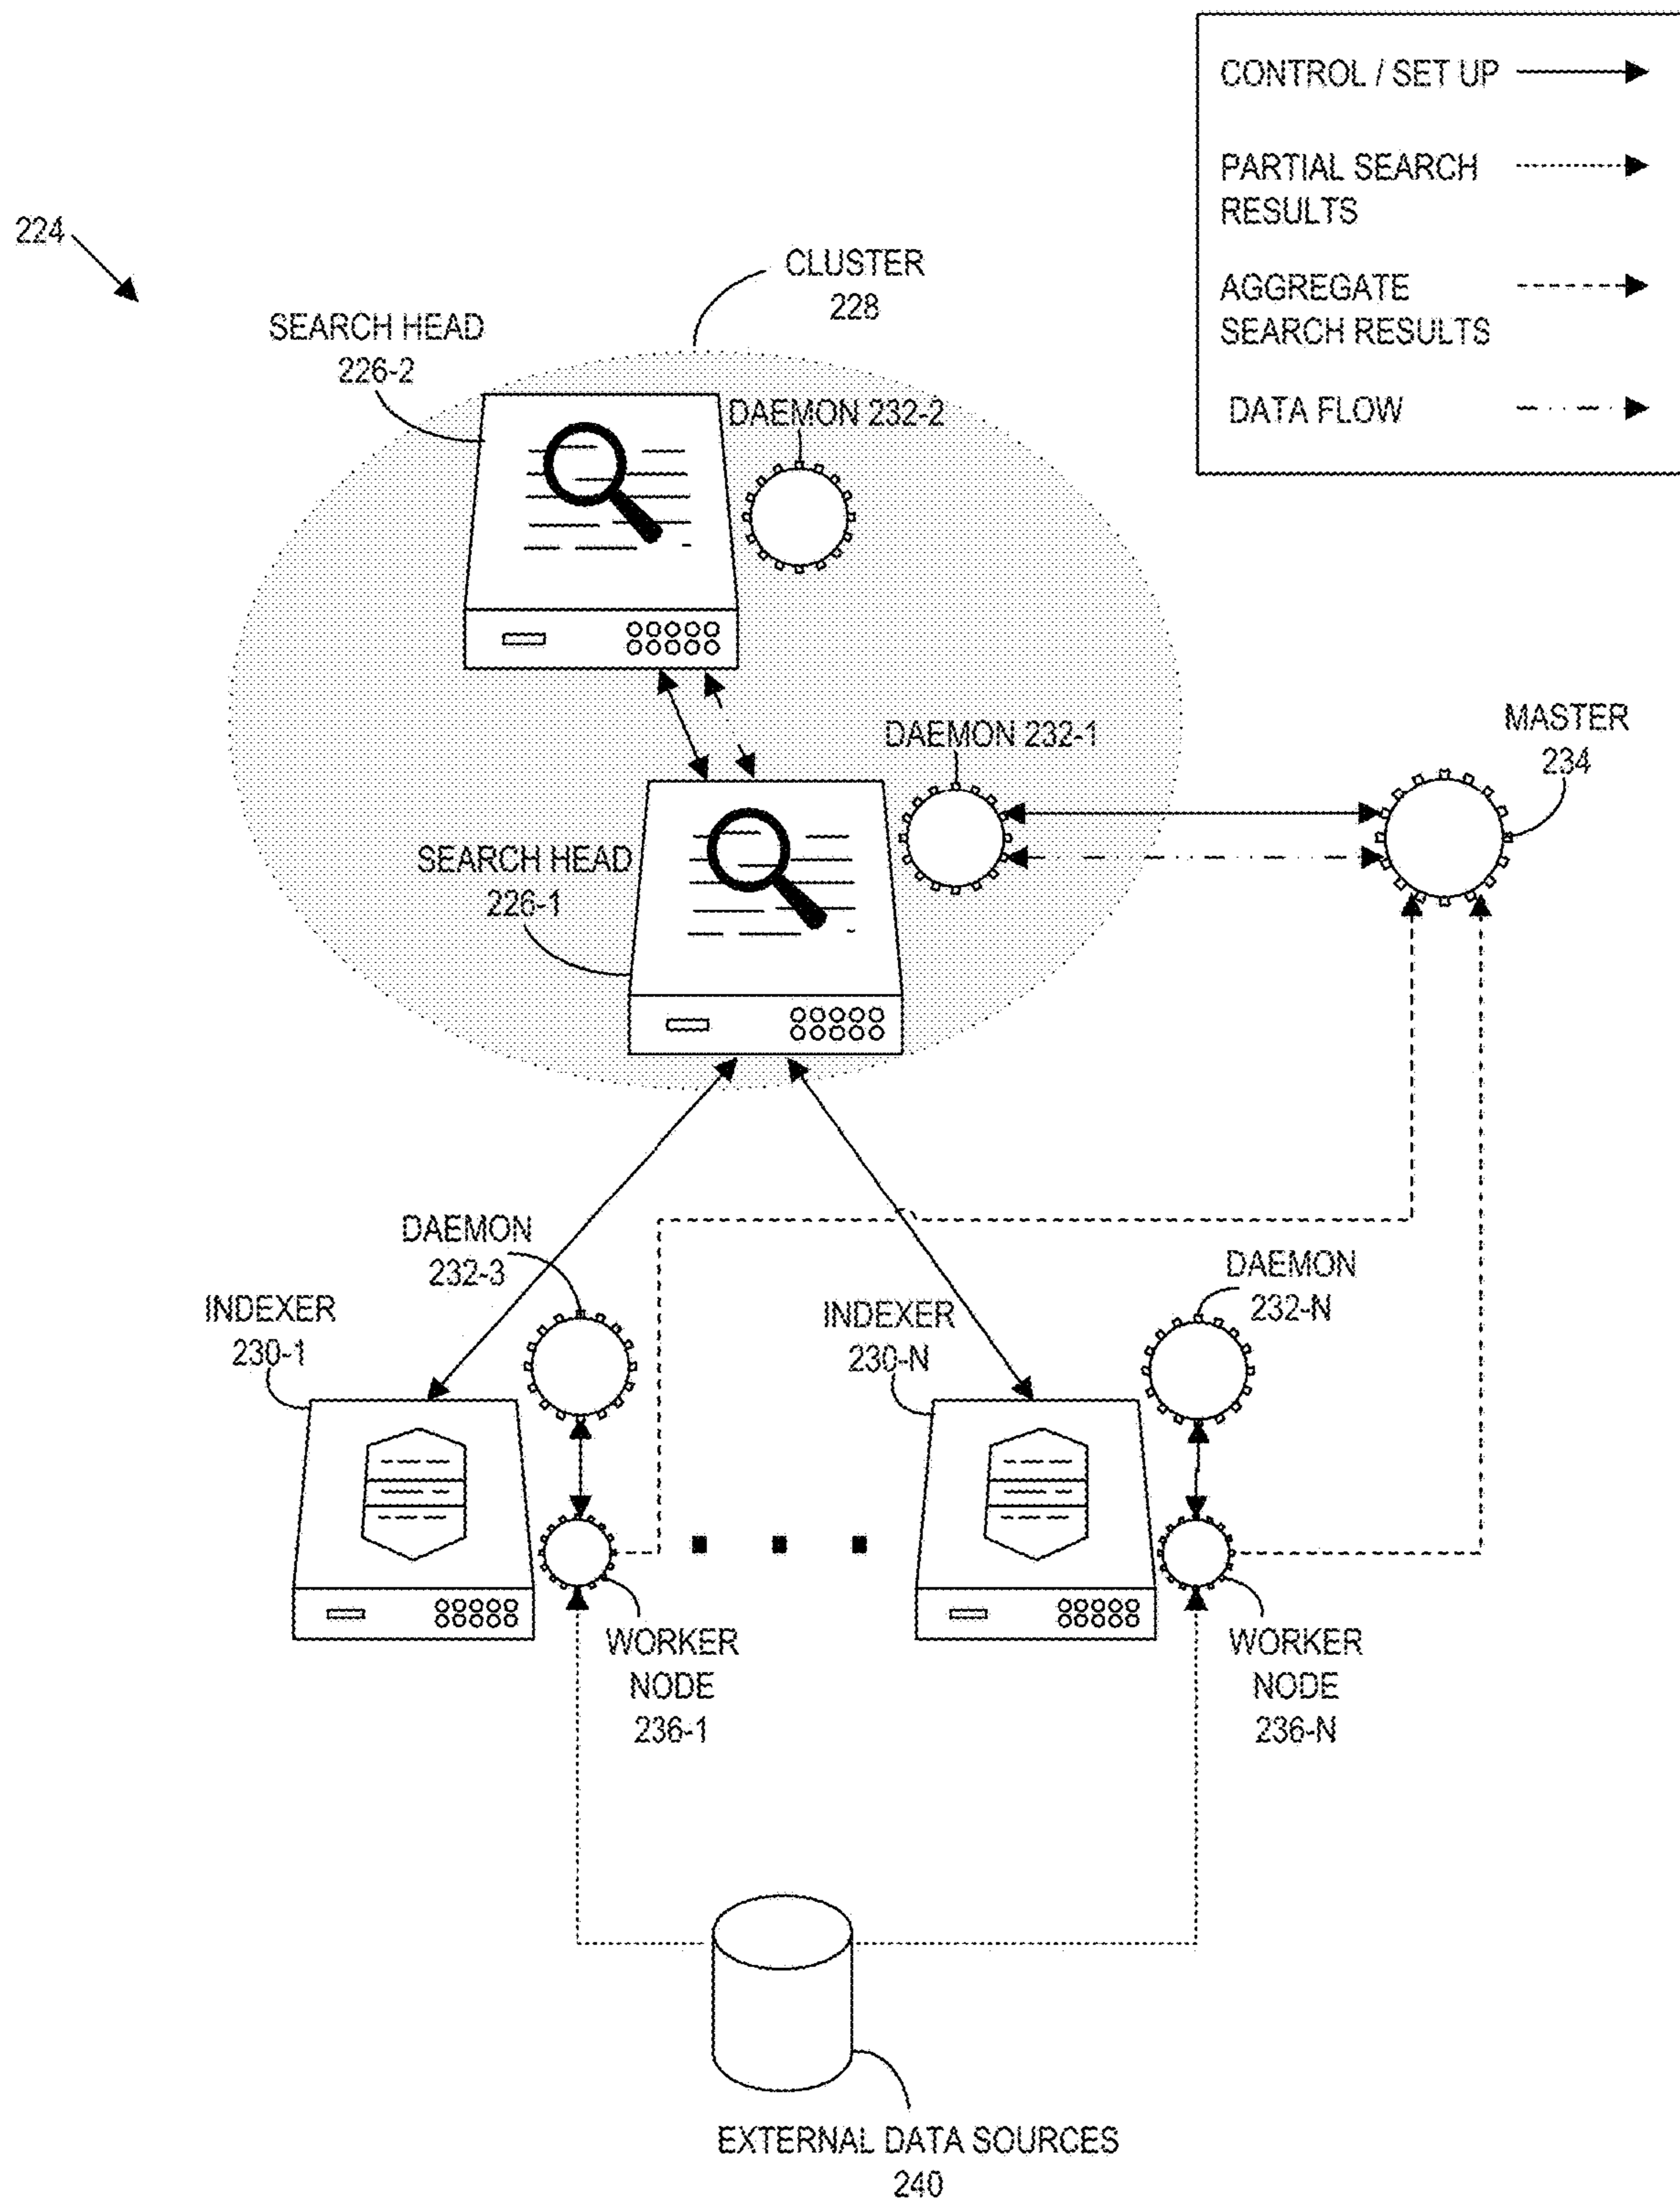 CONTROL / SET UP
PARTIAL SEARCH
RESULTS
AGGREGATE
SEARCH RESULTS
DATA FLOW
224
CLUSTER
228
SEARCH HEAD
226-2
DAEMON 232-2
DAEMON 232-1
MASTER
234
SEARCH HEAD
226-1
DAEMON
232-3
DAEMON
232-N
INDEXER
230-1
INDEXER
230-N
WORKER
NODE
236-1
WORKER
NODE
236-N
EXTERNAL DATA SOURCES
240